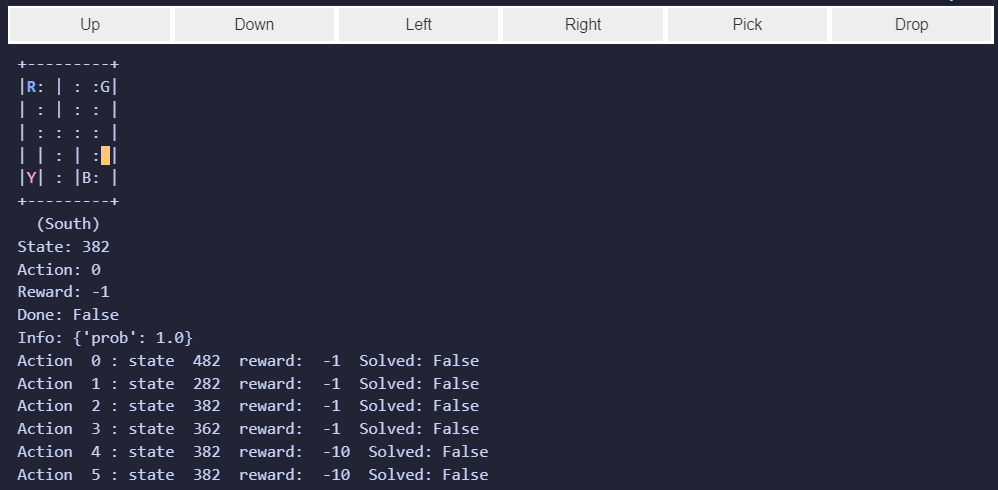 Up Down Left Right Pick Drop
+---------+
|R: | : :G|
| : | : : |
| : : : : |
| | : | : |
|Y| : |B: |
+---------+
  (South)
State: 382
Action: 0
Reward: -1
Done: False
Info: {'prob': 1.0}
Action  0 : state  482  reward:  -1  Solved: False
Action  1 : state  282  reward:  -1  Solved: False
Action  2 : state  382  reward:  -1  Solved: False
Action  3 : state  362  reward:  -1  Solved: False
Action  4 : state  382  reward:  -10  Solved: False
Action  5 : state  382  reward:  -10  Solved: False